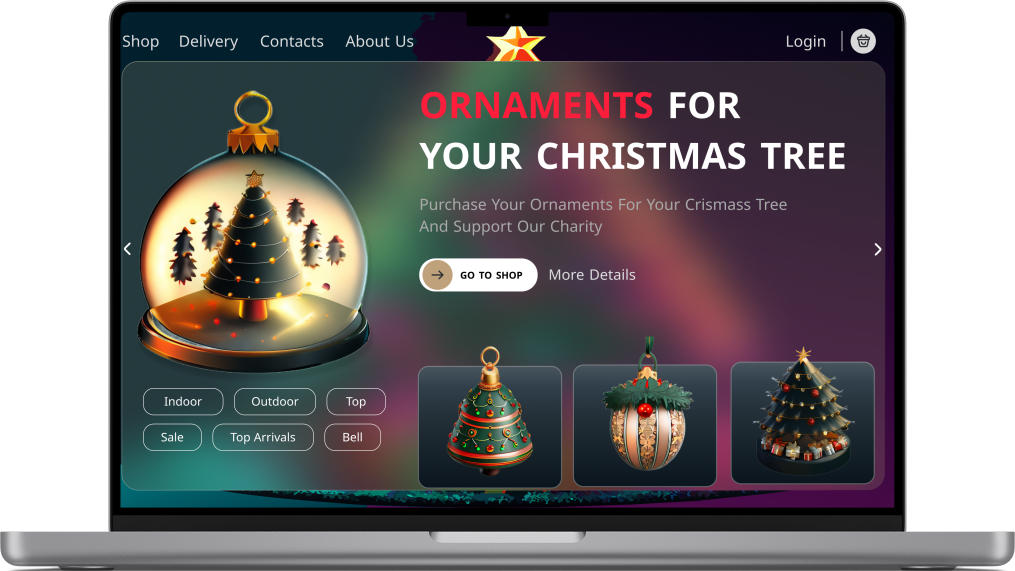 Shop Delivery Contacts About Us Login
ORNAMENTS FOR
YOUR CHRISTMAS TREE
Purchase Your Ornaments For Your Crismass Tree
And Support Our Charity
GO TO SHOP More Details
Indoor Outdoor Top
Sale Top Arrivals Bell